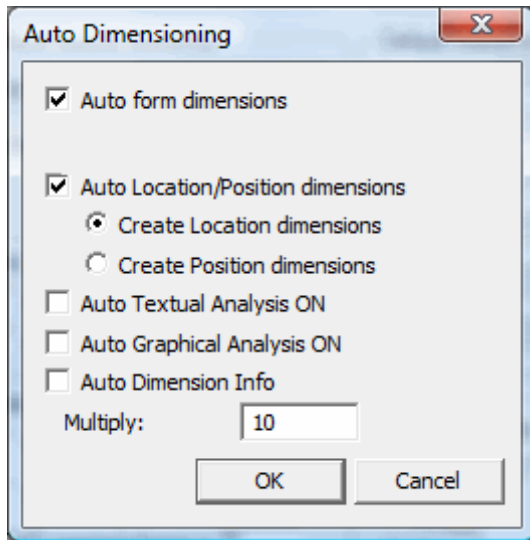 Auto Dimensioning
Auto form dimensions
Auto Location/Position dimensions
Create Location dimensions
Create Position dimensions
Auto Textual Analysis ON
Auto Graphical Analysis ON
Auto Dimension Info
Multiply: 10
OK Cancel